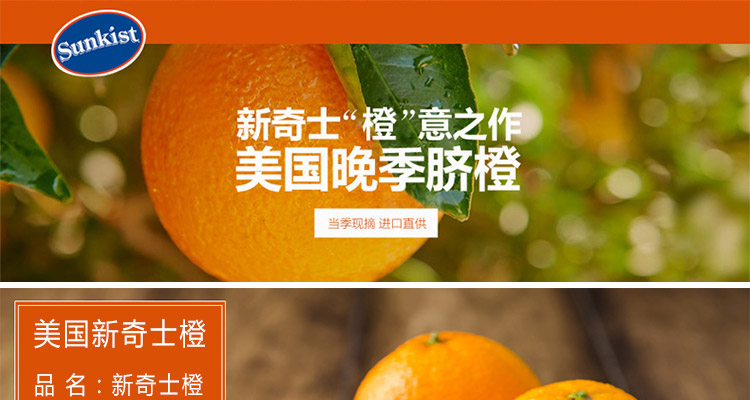 Sunkist
新奇士“橙”意之作
美国晚季脐橙
当季现摘 进口直供
美国新奇士橙
品 名：新奇士橙